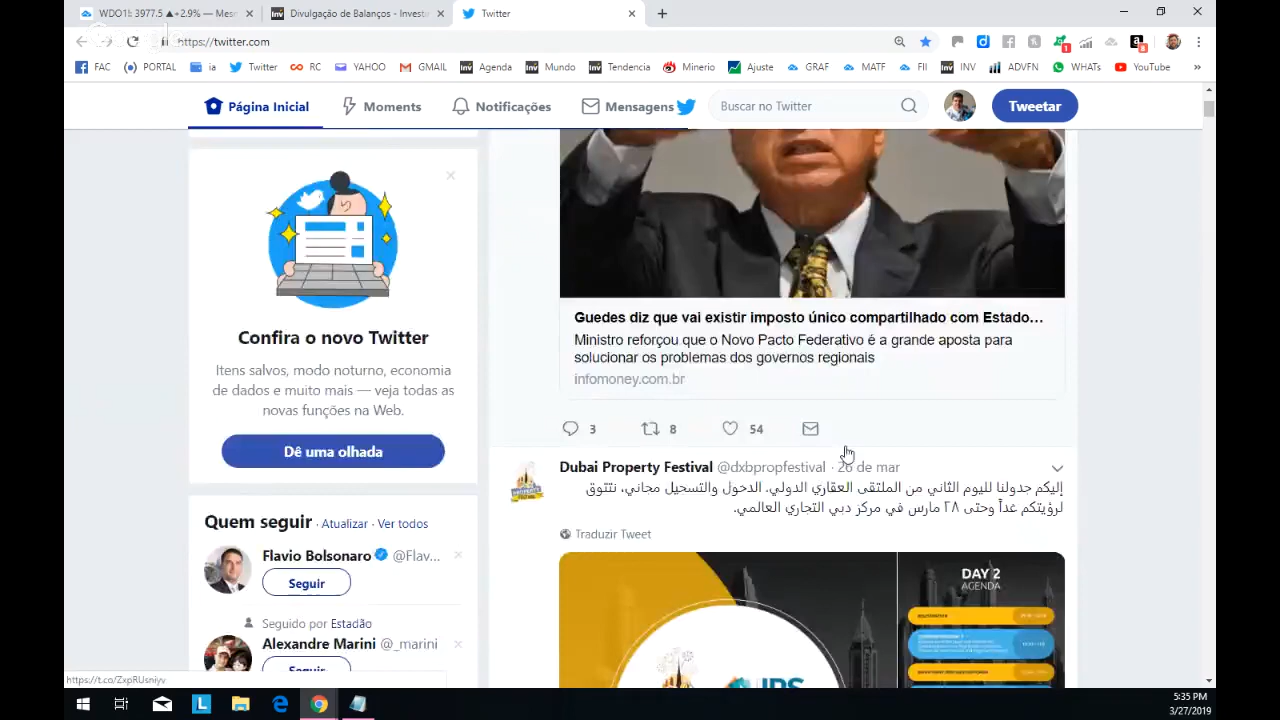 WDO1!: 3977.5 ▲+2.9% — Mesr
Divulgação de Balanços - Investi
Twitter
https://twitter.com
FAC
PORTAL
ia
Twitter
RC
YAHOO
GMAIL
Agenda
Mundo
Tendencia
Minerio
Ajuste
GRAF
MATF
FII
INV
ADVFN
WHATs
YouTube
»
Página Inicial
Moments
Notificações
Mensagens
Buscar no Twitter
Tweetar
Confira o novo Twitter
Itens salvos, modo noturno, economia
de dados e muito mais — veja todas as
novas funções na Web.
Dê uma olhada
Quem seguir · Atualizar · Ver todos
Flavio Bolsonaro @Flav...
Seguir
Seguido por Estadão
Alexandre Marini @_marini
Seguir
Guedes diz que vai existir imposto único compartilhado com Estado...
Ministro reforçou que o Novo Pacto Federativo é a grande aposta para
solucionar os problemas dos governos regionais
infomoney.com.br
3
8
54
Dubai Property Festival @dxbpropfestival · 26 de mar
إليكم جدولنا لليوم الثاني من الملتقى العقاري الدولي. الدخول والتسجيل مجاني، نتتوق
لرؤيتكم غداً وحتى ٢٨ مارس في مركز دبي التجاري العالمي.
Traduzir Tweet
DAY 2
AGENDA
IPS
https://t.co/ZxpRUsniyv
5:35 PM
3/27/2019